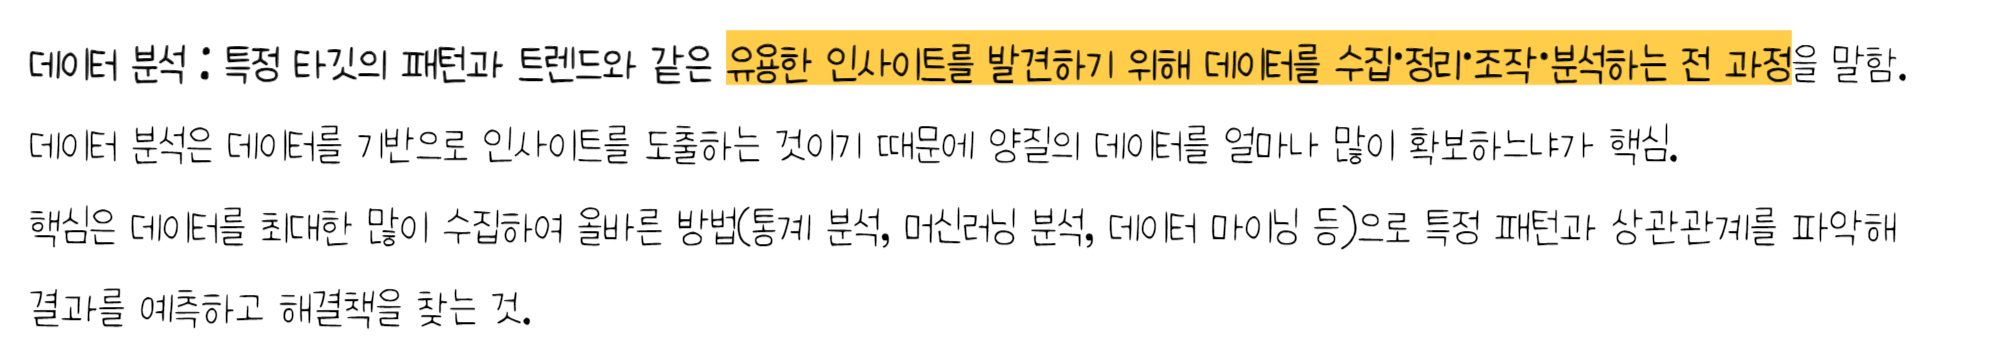 데이터 분석 : 특정 타깃의 패턴과 트렌드와 같은 유용한 인사이트를 발견하기 위해 데이터를 수집•정리•조작•분석하는 전 과정을 말함.
데이터 분석은 데이터를 기반으로 인사이트를 도출하는 것이기 때문에 양질의 데이터를 얼마나 많이 확보하느냐가 핵심.
핵심은 데이터를 최대한 많이 수집하여 올바른 방법(통계 분석, 머신러닝 분석, 데이터 마이닝 등)으로 특정 패턴과 상관관계를 파악해
결과를 예측하고 해결책을 찾는 것.